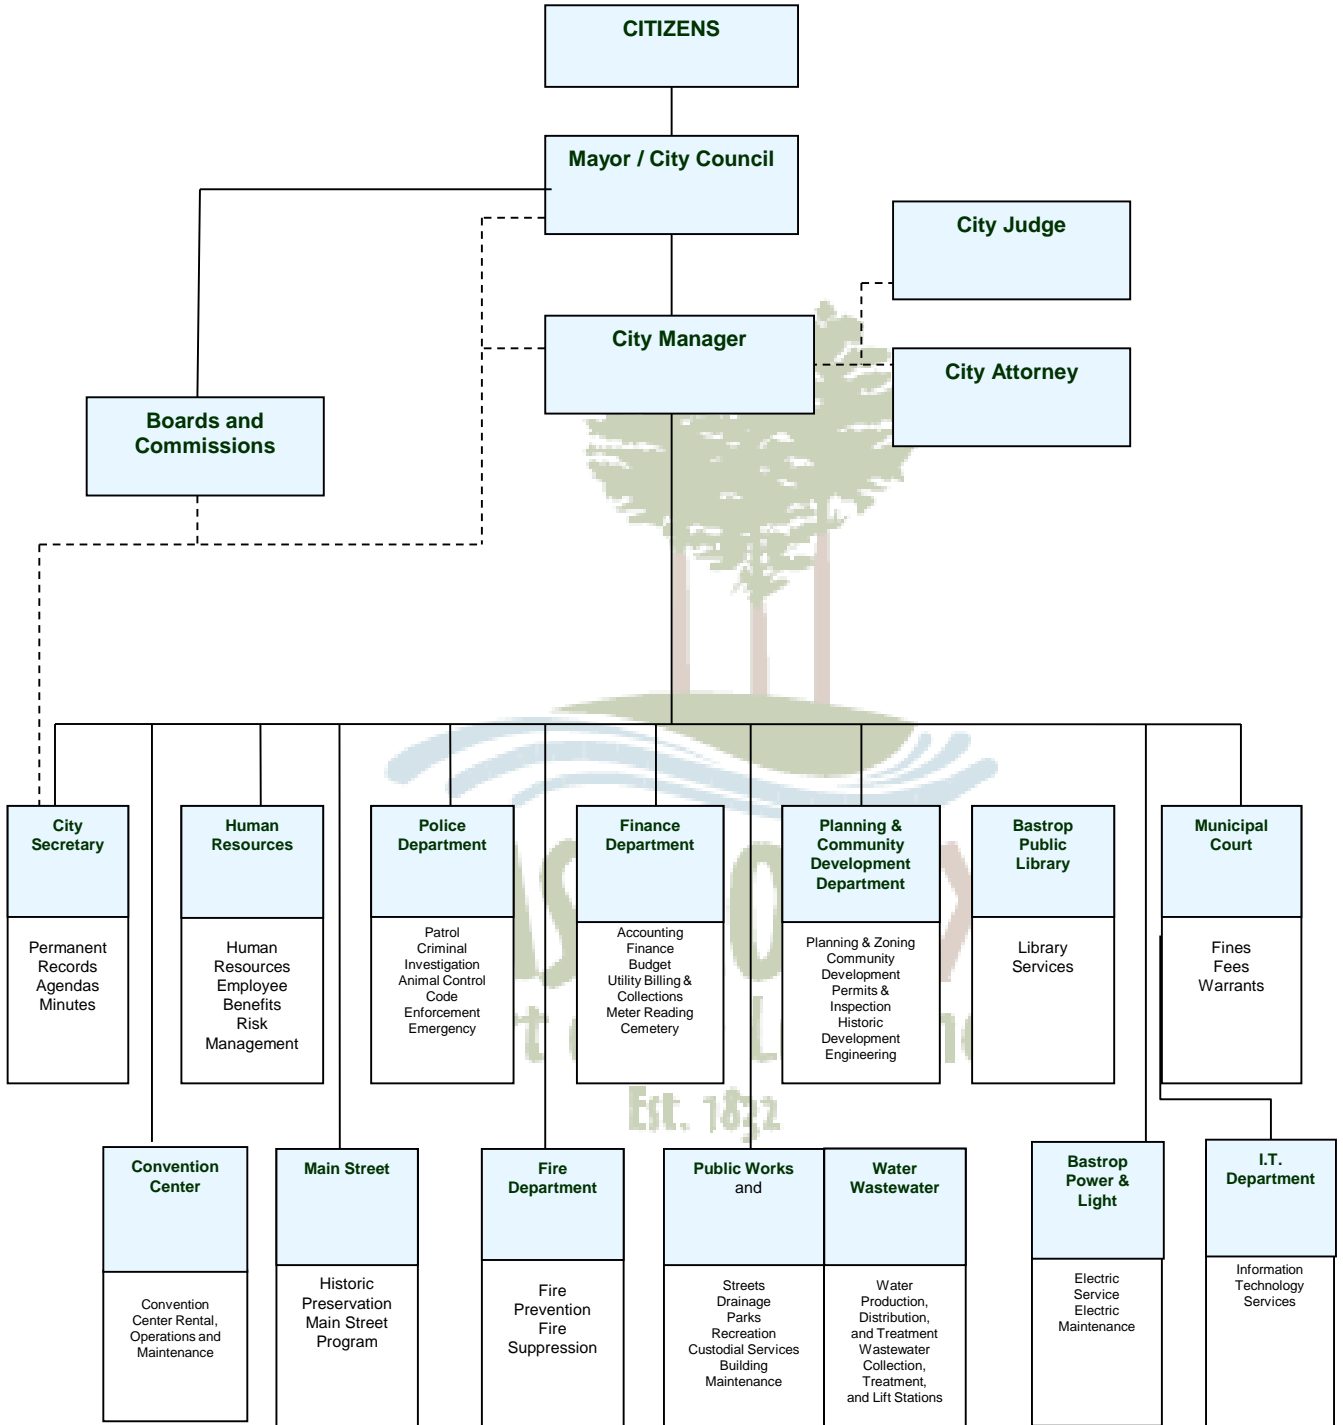 CITIZENS
Mayor / City Council
City Judge
City Manager
City Attorney
Boards and
Commissions
City
Secretary
Permanent
Records
Agendas
Minutes
Human
Resources
Human
Resources
Employee
Benefits
Risk
Management
Police
Department
Patrol
Criminal
Investigation
Animal Control
Code
Enforcement
Emergency
Finance
Department
Accounting
Finance
Budget
Utility Billing &
Collections
Meter Reading
Cemetery
Planning &
Community
Development
Department
Planning & Zoning
Community
Development
Permits &
Inspection
Historic
Development
Engineering
Bastrop
Public
Library
Library
Services
Municipal
Court
Fines
Fees
Warrants
Est. 1832
Convention
Center
Convention
Center Rental,
Operations and
Maintenance
Main Street
Historic
Preservation
Main Street
Program
Fire
Department
Fire
Prevention
Fire
Suppression
Public Works
and
Streets
Drainage
Parks
Recreation
Custodial Services
Building
Maintenance
Water
Wastewater
Water
Production,
Distribution,
and Treatment
Wastewater
Collection,
Treatment,
and Lift Stations
Bastrop
Power &
Light
Electric
Service
Electric
Maintenance
I.T.
Department
Information
Technology
Services